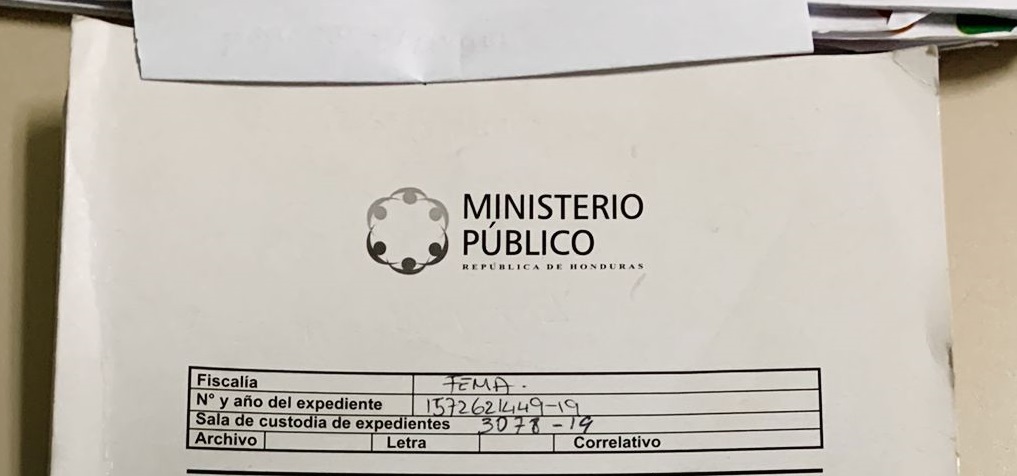 MINISTERIO
PÚBLICO
REPÚBLICA DE HONDURAS
Fiscalía FEMA.
N° y año del expediente 1572621449-19
Sala de custodia de expedientes 3078-19
Archivo Letra Correlativo